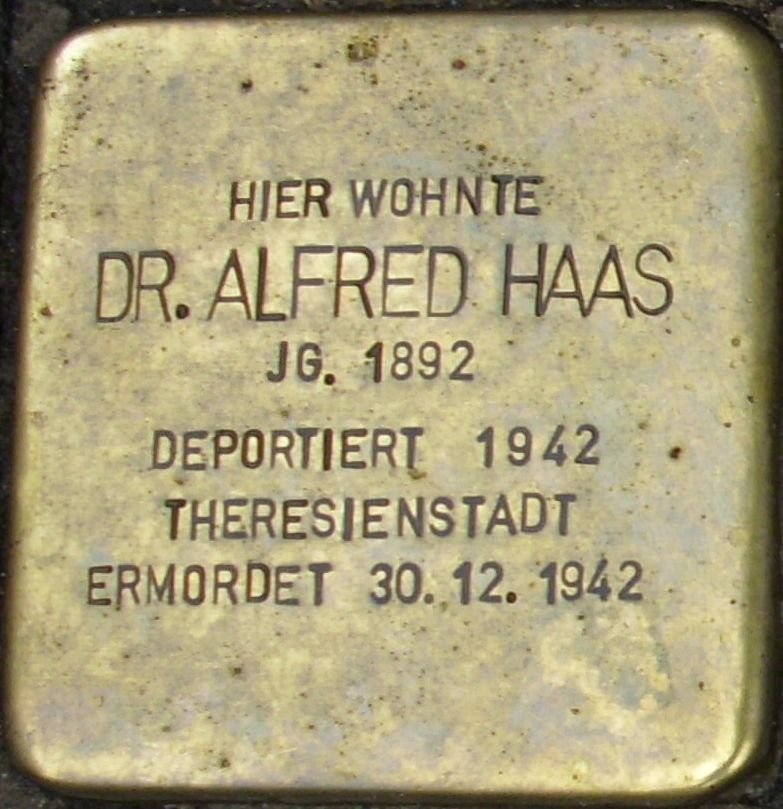 HIER WOHNTE
DR. ALFRED HAAS
JG. 1892
DEPORTIERT 1942
THERESIENSTADT
ERMORDET 30.12.1942